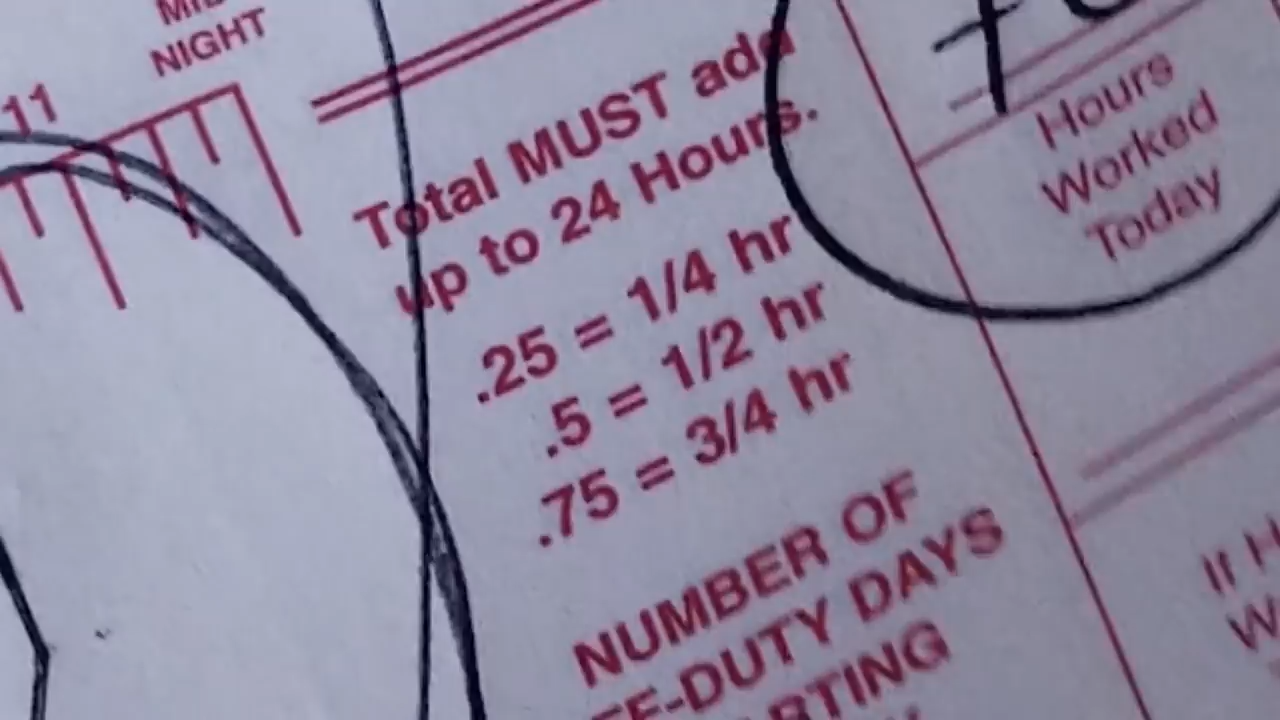 NIGHT
11
Total MUST add
up to 24 Hours.
.25 = 1/4 hr
.5 = 1/2 hr
.75 = 3/4 hr
Hours
Worked
Today
NUMBER OF
DUTY DAYS